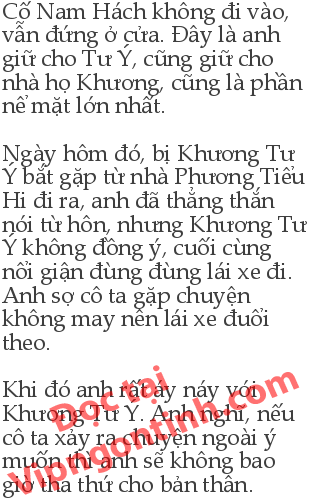 Cố Nam Hách không đi vào,
vẫn đứng ở cửa. Đây là anh
giữ cho Tư Ý, cũng giữ cho
nhà họ Khương, cũng là phần
nể mặt lớn nhất.
Ngày hôm đó, bị Khương Tư
Ý bắt gặp từ nhà Phương Tiểu
Hi đi ra, anh đã thẳng thắn
nói từ hôn, nhưng Khương Tư
Ý không đồng ý, cuối cùng
nổi giận đùng đùng lái xe đi.
Anh sợ cô ta gặp chuyện
không may nên lái xe đuổi
theo.
Khi đó anh rất áy náy với
Khương Tư Ý. Anh nghĩ, nếu
cô ta xảy ra chuyện ngoài ý
muốn thì anh sẽ không bao
giờ tha thứ cho bản thân.
Đọc tại
Vipngontinh.com